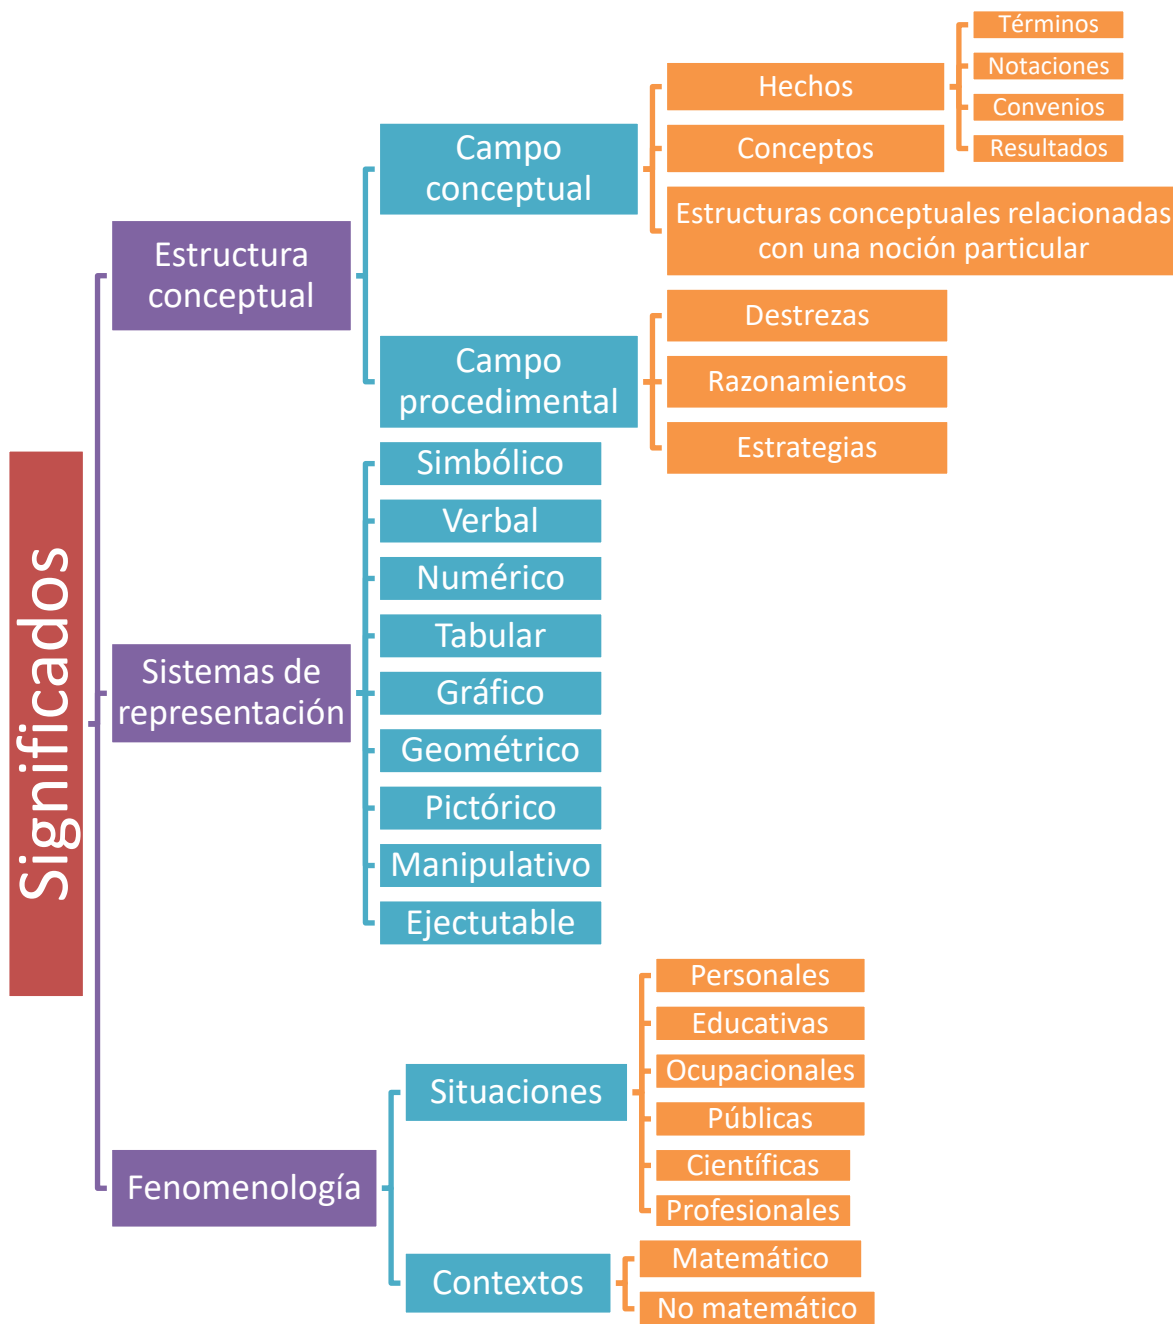 Significados
Estructura
conceptual
Campo
conceptual
Hechos
Términos
Notaciones
Convenios
Resultados
Conceptos
Estructuras conceptuales relacionadas
con una noción particular
Campo
procedimental
Destrezas
Razonamientos
Estrategias
Sistemas de
representación
Simbólico
Verbal
Numérico
Tabular
Gráfico
Geométrico
Pictórico
Manipulativo
Ejectutable
Fenomenología
Situaciones
Personales
Educativas
Ocupacionales
Públicas
Científicas
Profesionales
Contextos
Matemático
No matemático